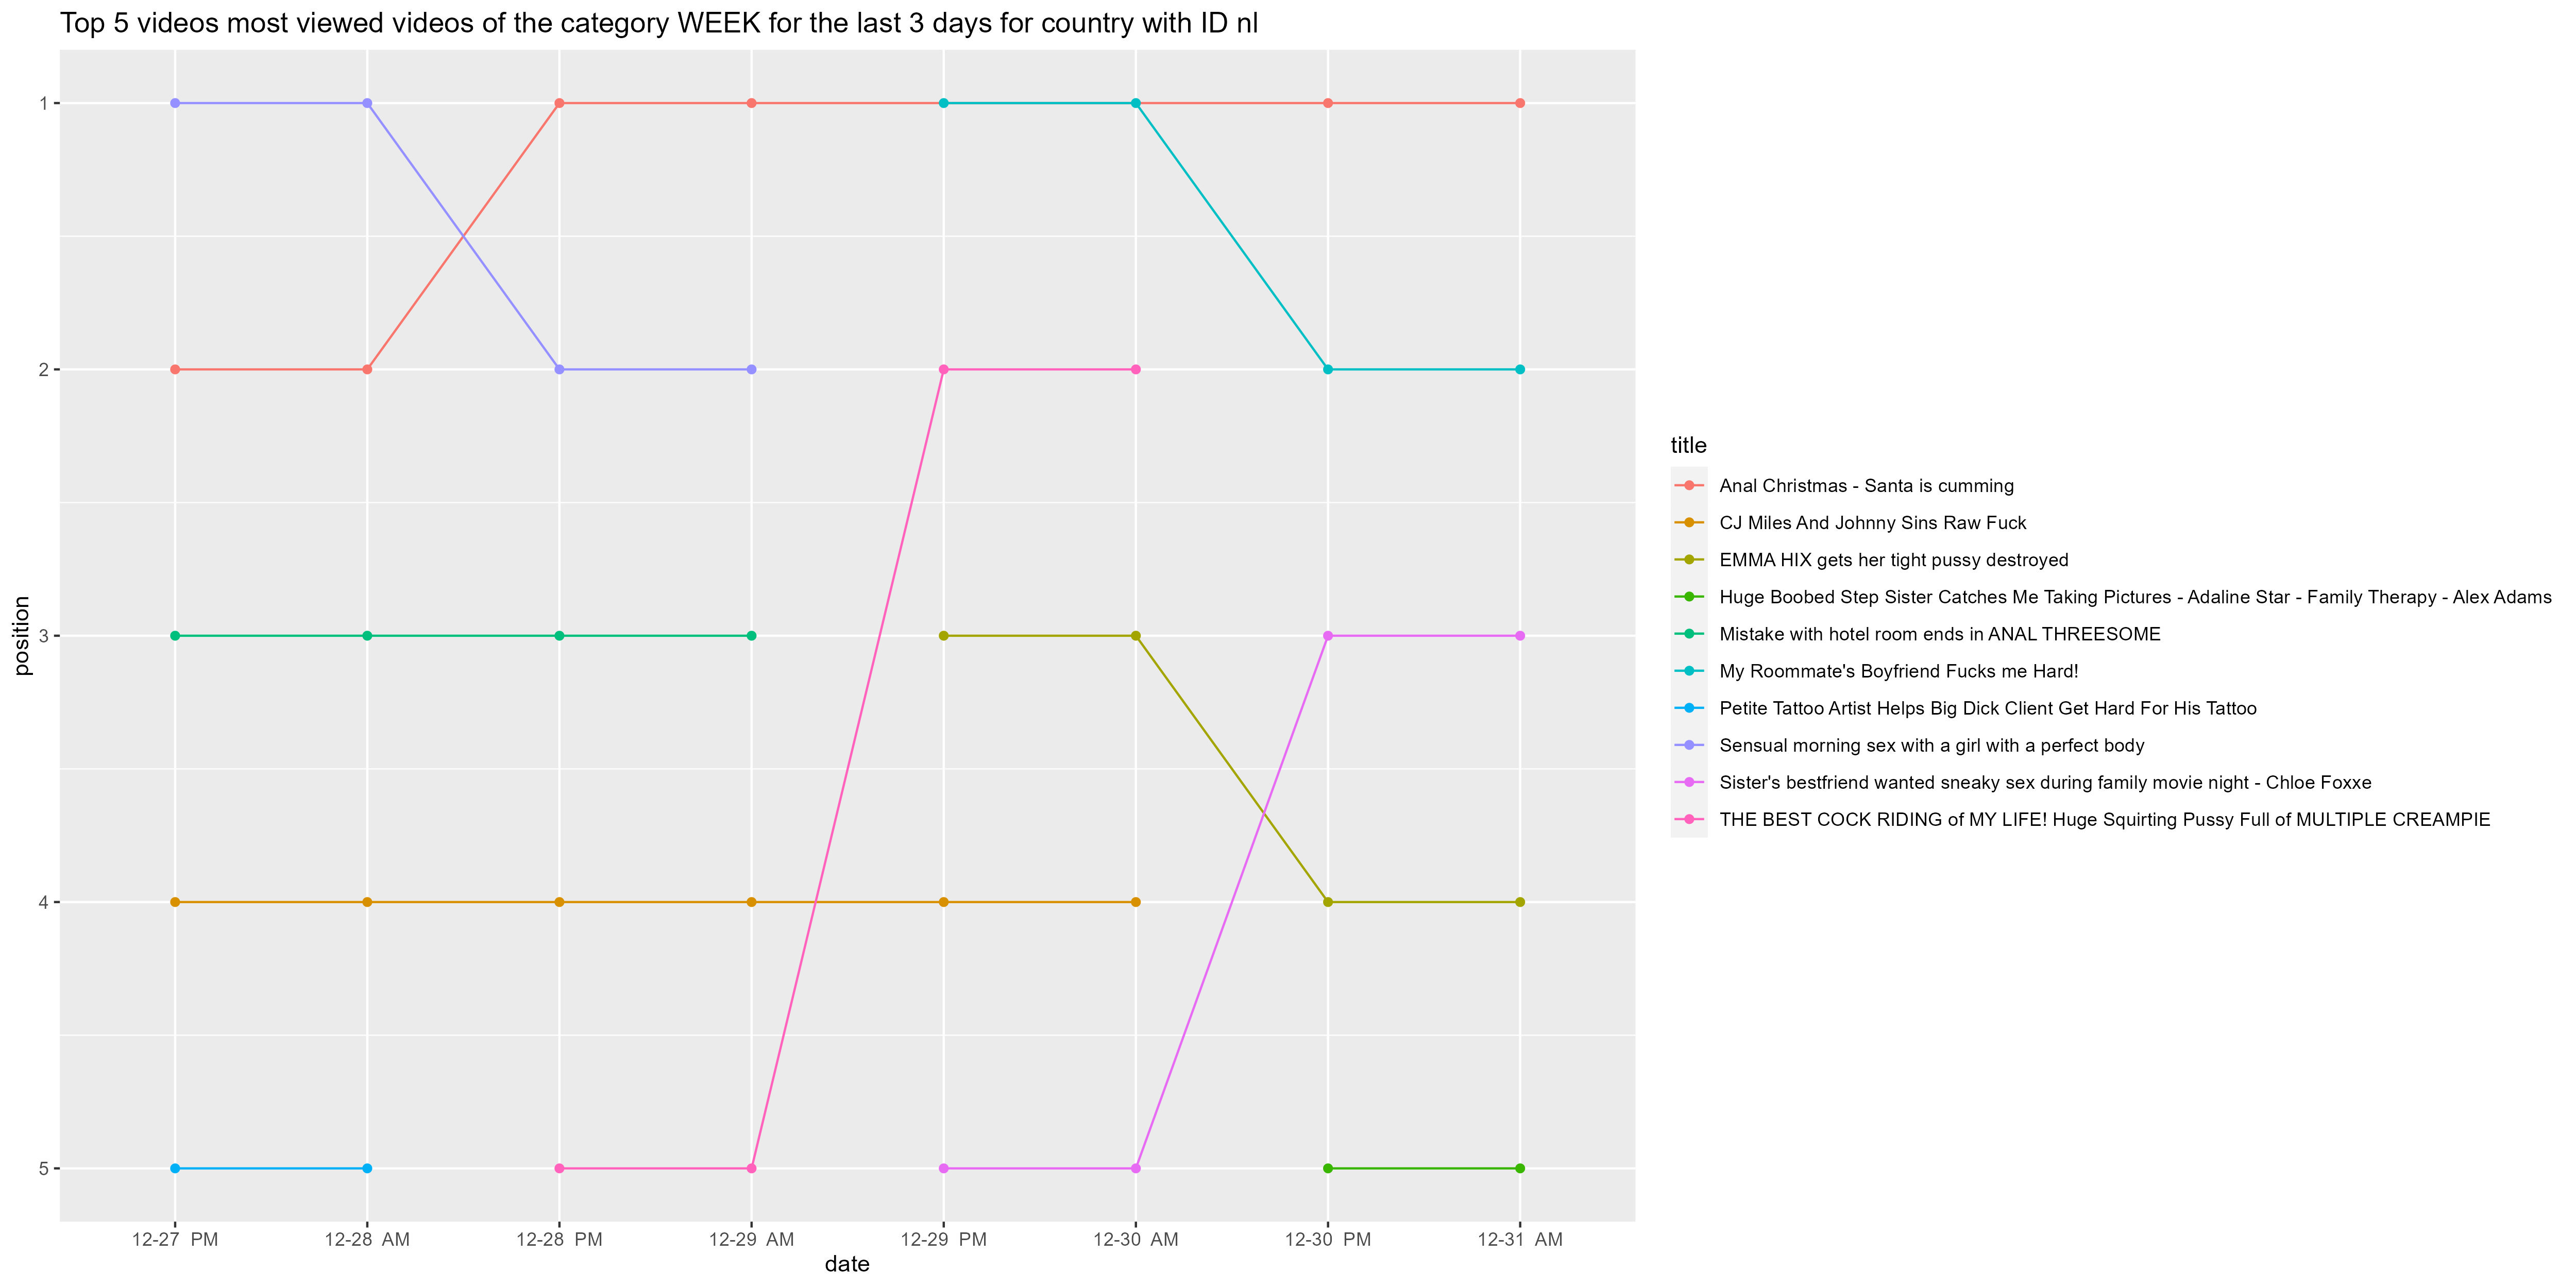 Top 5 videos most viewed videos of the category WEEK for the last 3 days for country with ID nl
1
2
3
4
5
position
12-27 PM
12-28 AM
12-28 PM
12-29 AM
12-29 PM
12-30 AM
12-30 PM
12-31 AM
date
title
Anal Christmas - Santa is cumming
CJ Miles And Johnny Sins Raw Fuck
EMMA HIX gets her tight pussy destroyed
Huge Boobed Step Sister Catches Me Taking Pictures - Adaline Star - Family Therapy - Alex Adams
Mistake with hotel room ends in ANAL THREESOME
My Roommate's Boyfriend Fucks me Hard!
Petite Tattoo Artist Helps Big Dick Client Get Hard For His Tattoo
Sensual morning sex with a girl with a perfect body
Sister's bestfriend wanted sneaky sex during family movie night - Chloe Foxxe
THE BEST COCK RIDING of MY LIFE! Huge Squirting Pussy Full of MULTIPLE CREAMPIE